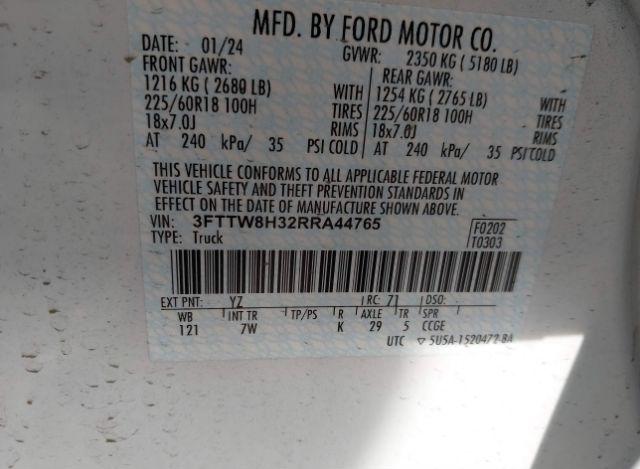 MFD. BY FORD MOTOR CO.
DATE: 01/24 GVWR: 2350 KG ( 5180 LB)
FRONT GAWR: REAR GAWR:
1216 KG ( 2680 LB) WITH 1254 KG ( 2765 LB) WITH
225/60R18 100H TIRES 225/60R18 100H TIRES
18x7.0J RIMS 18x7.0J RIMS
AT 240 kPa/ 35 PSI COLD AT 240 kPa/ 35 PSI COLD
THIS VEHICLE CONFORMS TO ALL APPLICABLE FEDERAL MOTOR
VEHICLE SAFETY AND THEFT PREVENTION STANDARDS IN
EFFECT ON THE DATE OF MANUFACTURE SHOWN ABOVE.
VIN: 3FTTW8H32RRA44765 F0202
TYPE: Truck T0303
EXT PNT: YZ RC: 71 DSO:
WB INT TR TP/PS R AXLE TR SPR
121 7W K 29 5 CCGE
UTC ▽ 5U5A-1520472-BA